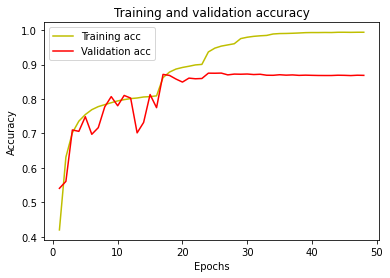 Training and validation accuracy
Training acc
Validation acc
Accuracy
1.0
0.9
0.8
0.7
0.6
0.5
0.4
0 10 20 30 40 50
Epochs